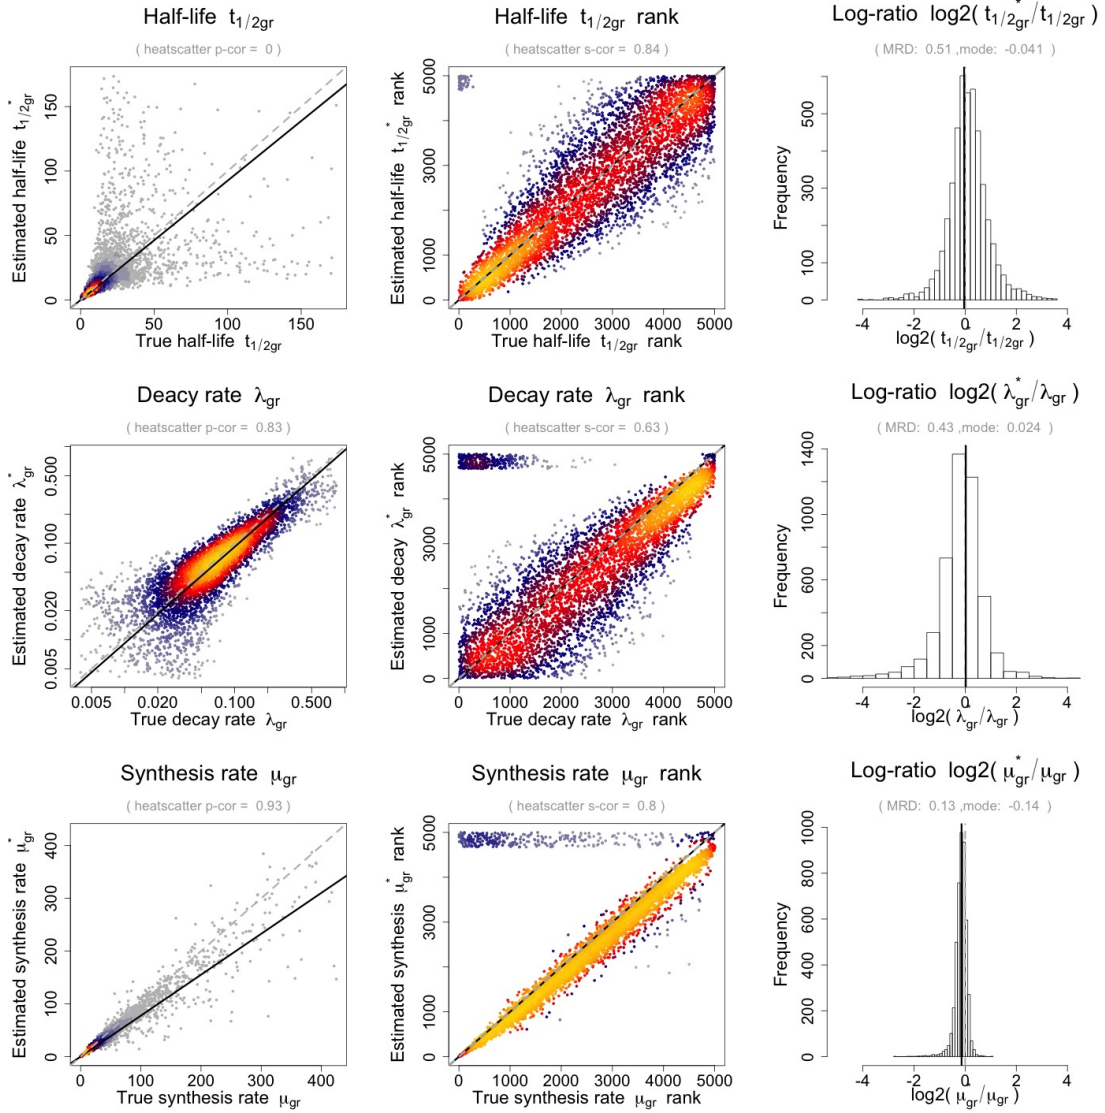 Half-life t1/2gr
( heatscatter p-cor = 0 )
Estimated half-life t*1/2gr
150
100
50
0
0 50 100 150
True half-life t1/2gr
Half-life t1/2gr rank
( heatscatter s-cor = 0.84 )
Estimated half-life t*1/2gr rank
5000
3000
1000
0
0 1000 2000 3000 4000 5000
True half-life t1/2gr rank
Log-ratio log2( t*1/2gr/t1/2gr )
( MRD: 0.51 ,mode: -0.041 )
Frequency
500
300
100
0
-4 -2 0 2 4
log2( t*1/2gr/t1/2gr )
Deacy rate λgr
( heatscatter p-cor = 0.83 )
Estimated decay rate λ*gr
0.500
0.100
0.020
0.005
0.005 0.020 0.100 0.500
True decay rate λgr
Decay rate λgr rank
( heatscatter s-cor = 0.63 )
Estimated decay λ*gr rank
5000
3000
1000
0
0 1000 2000 3000 4000 5000
True decay rate λgr rank
Log-ratio log2( λ*gr/λgr )
( MRD: 0.43 ,mode: 0.024 )
Frequency
1400
1000
600
200
0
-4 -2 0 2 4
log2( λ*gr/λgr )
Synthesis rate μgr
( heatscatter p-cor = 0.93 )
Estimated synthesis rate μ*gr
400
300
200
100
0
0 100 200 300 400
True synthesis rate μgr
Synthesis rate μgr rank
( heatscatter s-cor = 0.8 )
Estimated synthesis μ*gr rank
5000
3000
1000
0
0 1000 2000 3000 4000 5000
True synthesis rate μgr rank
Log-ratio log2( μ*gr/μgr )
( MRD: 0.13 ,mode: -0.14 )
Frequency
1000
800
600
400
200
0
-4 -2 0 2 4
log2( μ*gr/μgr )